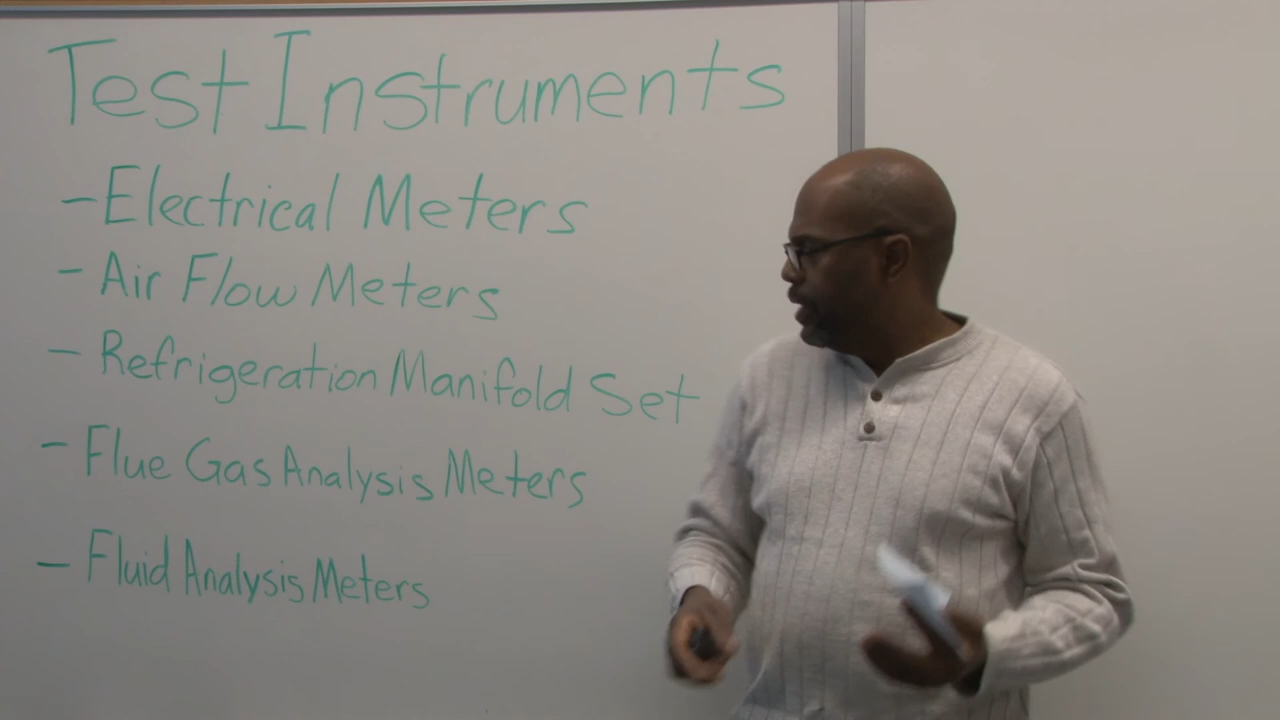 Test Instruments
- Electrical Meters
- Air Flow Meters
- Refrigeration Manifold Set
- Flue Gas Analysis Meters
- Fluid Analysis Meters